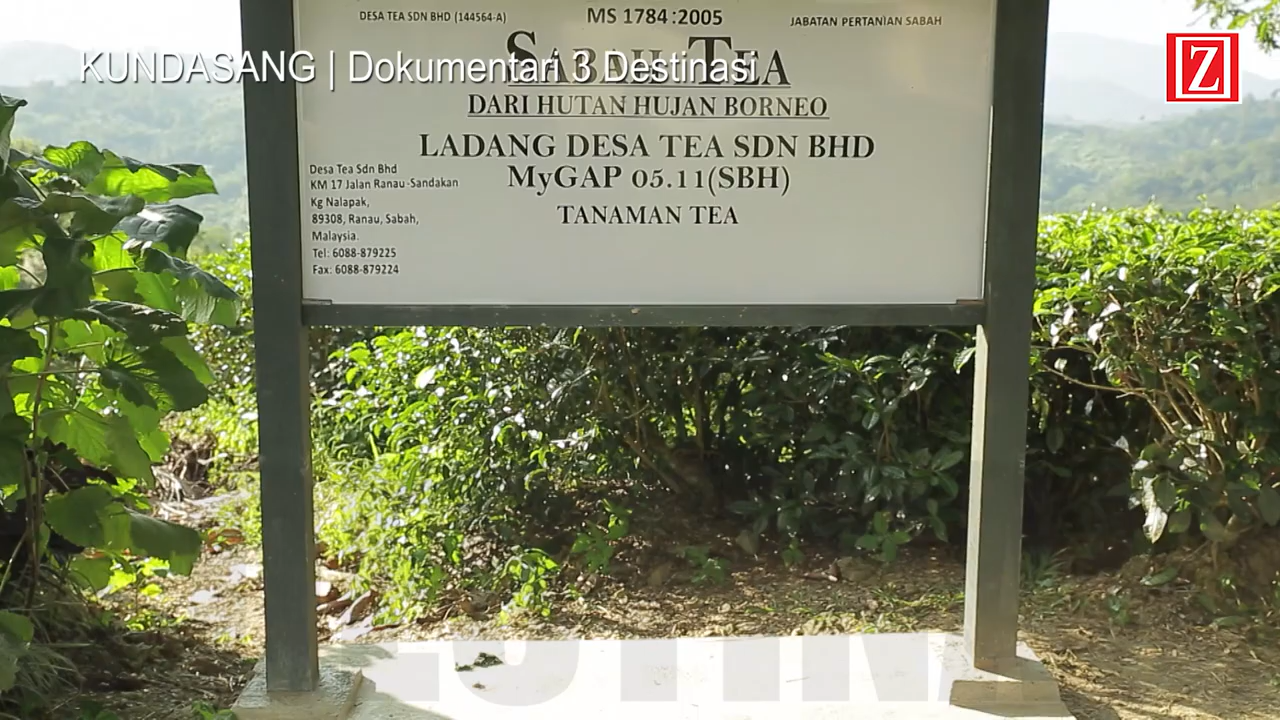 DESA TEA SDN BHD (144564-A)
MS 1784:2005
JABATAN PERTANIAN SABAH
KUNDASANG | Dokumentari 3 Destinasi
Z
SABAH TEA
DARI HUTAN HUJAN BORNEO
LADANG DESA TEA SDN BHD
MyGAP 05.11(SBH)
TANAMAN TEA
Desa Tea Sdn Bhd
KM 17 Jalan Ranau-Sandakan
Kg Nalapak,
89308, Ranau, Sabah,
Malaysia.
Tel: 6088-879225
Fax: 6088-879224